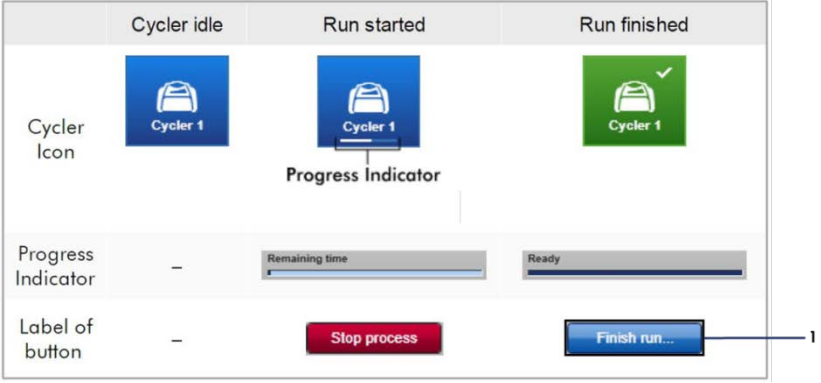 Cycler idle Run started Run finished
Cycler
Icon
Cycler 1 Cycler 1 Cycler 1
Progress Indicator
Progress
Indicator
– Remaining time Ready
Label of
button
– Stop process Finish run... 1